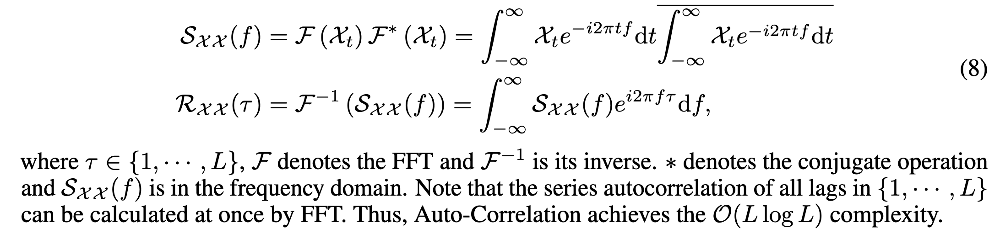 $\mathcal{S}_{\mathcal{X}\mathcal{X}}(f) = \mathcal{F}\left(\mathcal{X}_t\right)\mathcal{F}^*\left(\mathcal{X}_t\right) = \int_{-\infty}^{\infty} \mathcal{X}_t e^{-i2\pi tf}\mathrm{d}t\overline{\int_{-\infty}^{\infty} \mathcal{X}_t e^{-i2\pi tf}\mathrm{d}t}$
(8)
$\mathcal{R}_{\mathcal{X}\mathcal{X}}(\tau) = \mathcal{F}^{-1}\left(\mathcal{S}_{\mathcal{X}\mathcal{X}}(f)\right) = \int_{-\infty}^{\infty} \mathcal{S}_{\mathcal{X}\mathcal{X}}(f)e^{i2\pi f\tau}\mathrm{d}f,$
where $\tau \in \{1, \cdots, L\}$, $\mathcal{F}$ denotes the FFT and $\mathcal{F}^{-1}$ is its inverse. $*$ denotes the conjugate operation
and $\mathcal{S}_{\mathcal{X}\mathcal{X}}(f)$ is in the frequency domain. Note that the series autocorrelation of all lags in $\{1, \cdots, L\}$
can be calculated at once by FFT. Thus, Auto-Correlation achieves the $\mathcal{O}(L \log L)$ complexity.